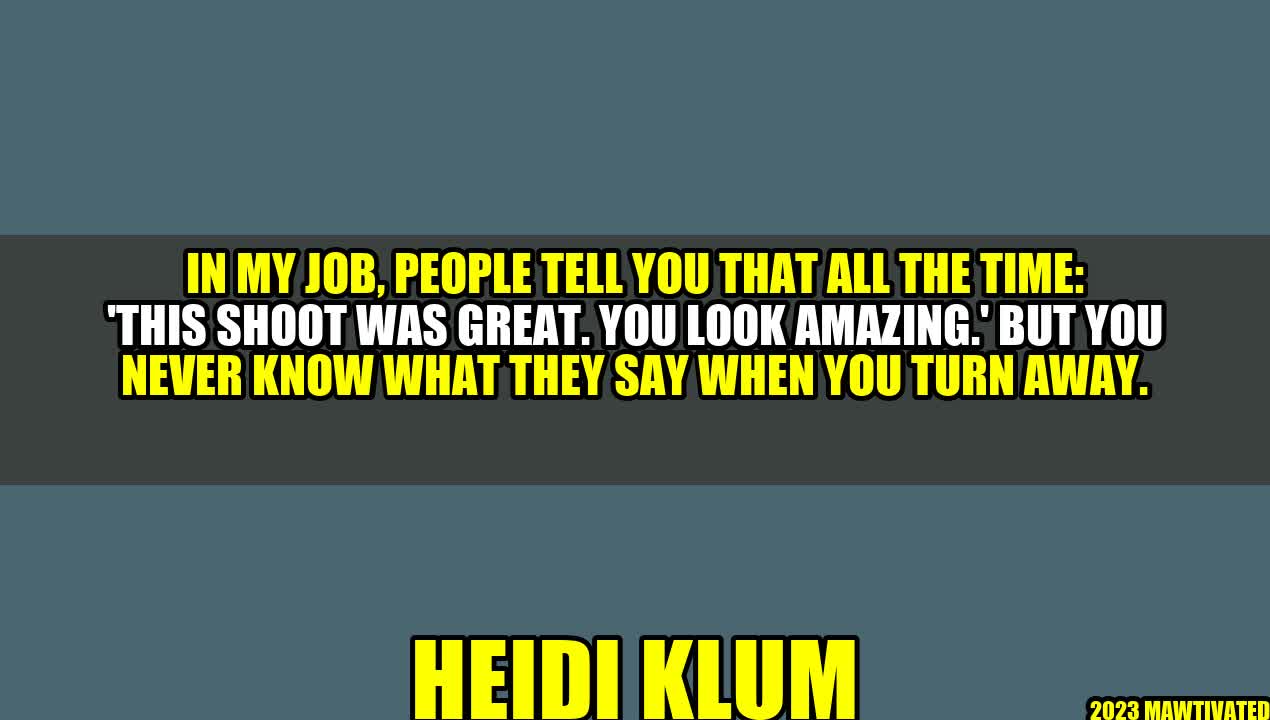 IN MY JOB, PEOPLE TELL YOU THAT ALL THE TIME:
'THIS SHOOT WAS GREAT. YOU LOOK AMAZING.' BUT YOU
NEVER KNOW WHAT THEY SAY WHEN YOU TURN AWAY.
HEIDI KLUM
2023 MAWTIVATED